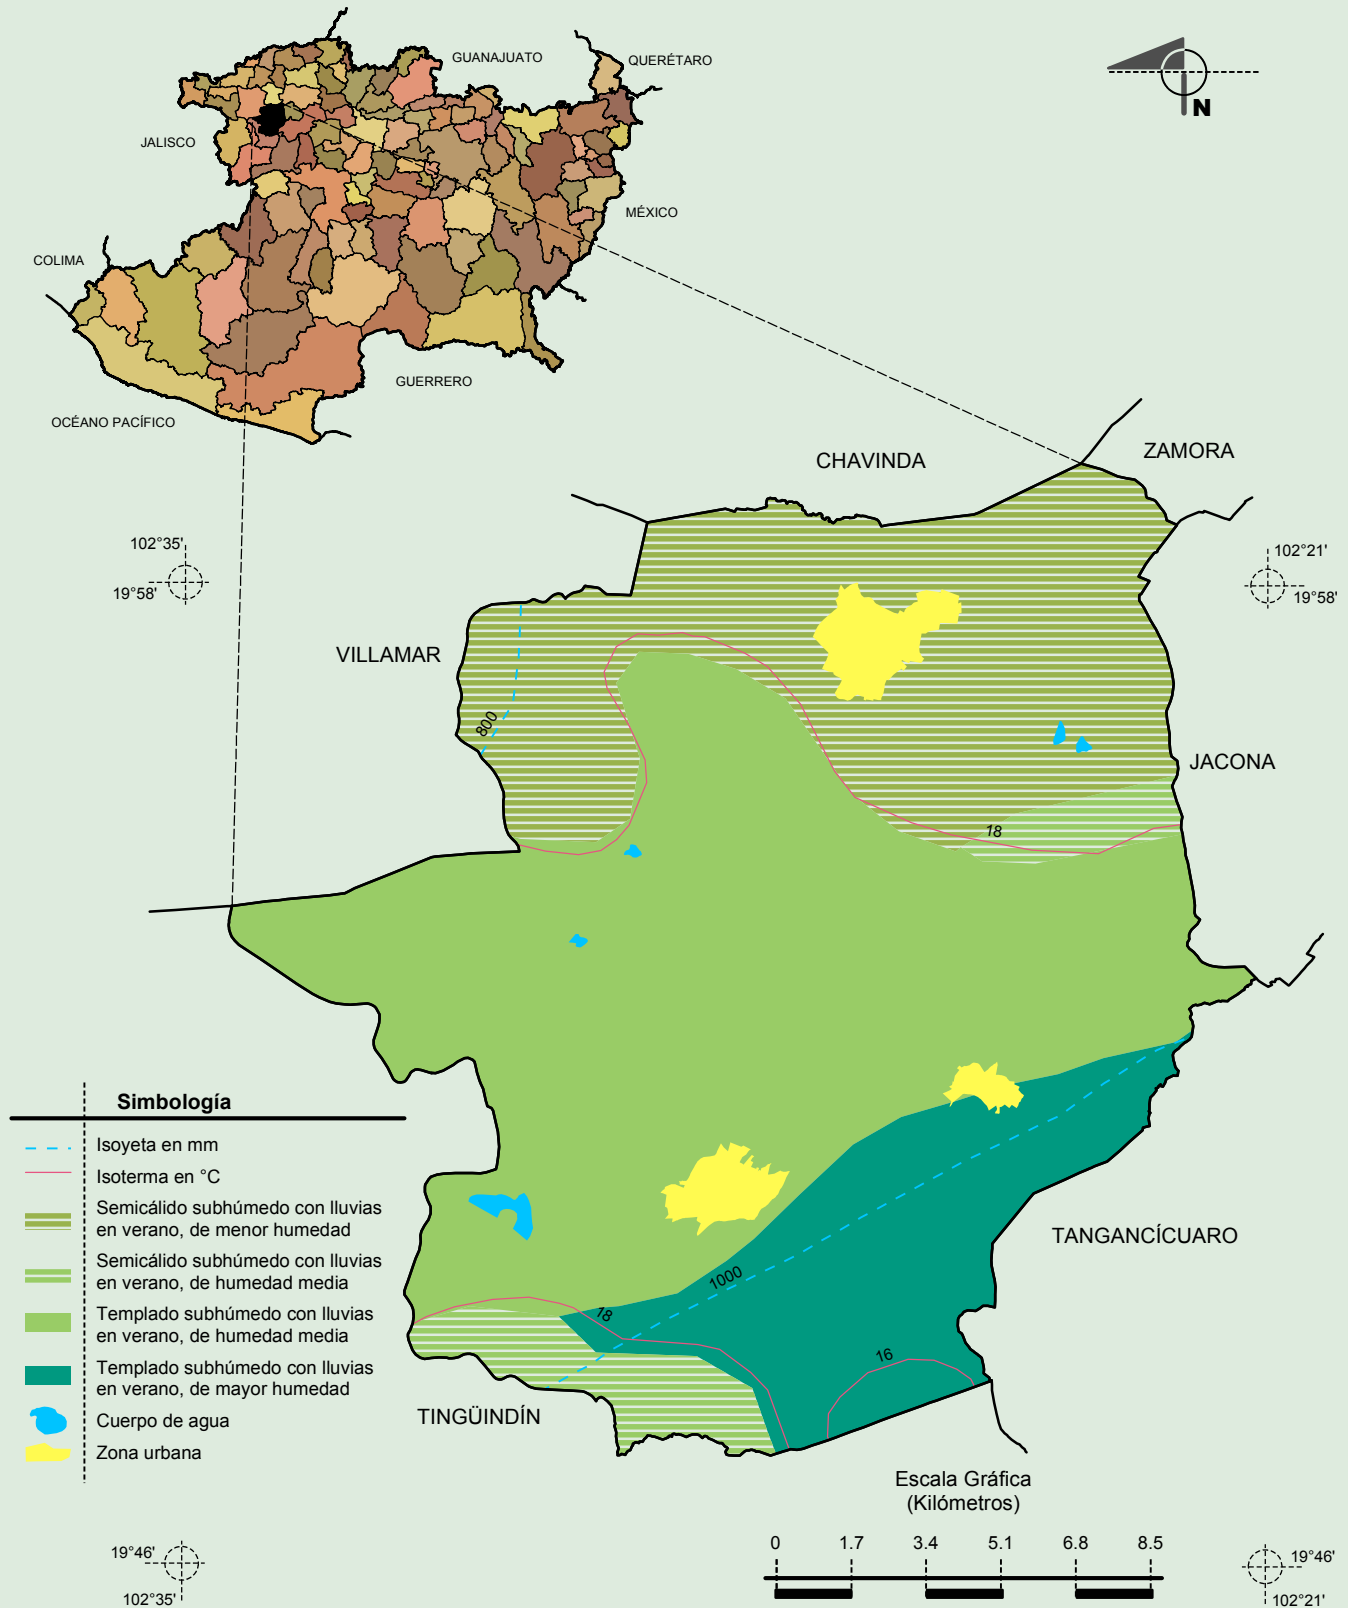 GUANAJUATO
QUERÉTARO
JALISCO
MÉXICO
COLIMA
GUERRERO
OCÉANO PACÍFICO
N
CHAVINDA
ZAMORA
102°35'
19°58'
102°21'
19°58'
VILLAMAR
800
JACONA
18
Simbología
Isoyeta en mm
Isoterma en °C
Semicálido subhúmedo con lluvias
en verano, de menor humedad
Semicálido subhúmedo con lluvias
en verano, de humedad media
Templado subhúmedo con lluvias
en verano, de humedad media
Templado subhúmedo con lluvias
en verano, de mayor humedad
Cuerpo de agua
Zona urbana
TANGANCÍCUARO
1000
18
16
TINGÜINDÍN
Escala Gráfica
(Kilómetros)
0 1.7 3.4 5.1 6.8 8.5
19°46'
102°35'
19°46'
102°21'